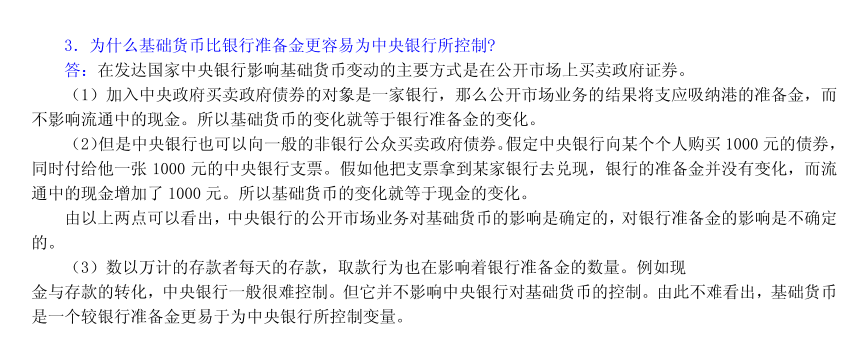 3．为什么基础货币比银行准备金更容易为中央银行所控制?
答：在发达国家中央银行影响基础货币变动的主要方式是在公开市场上买卖政府证券。
（1）加入中央政府买卖政府债券的对象是一家银行，那么公开市场业务的结果将支应吸纳港的准备金，而
不影响流通中的现金。所以基础货币的变化就等于银行准备金的变化。
（2)但是中央银行也可以向一般的非银行公众买卖政府债券。假定中央银行向某个个人购买 1000 元的债券，
同时付给他一张 1000 元的中央银行支票。假如他把支票拿到某家银行去兑现，银行的准备金并没有变化，而流
通中的现金增加了 1000 元。所以基础货币的变化就等于现金的变化。
由以上两点可以看出，中央银行的公开市场业务对基础货币的影响是确定的，对银行准备金的影响是不确定
的。
（3）数以万计的存款者每天的存款，取款行为也在影响着银行准备金的数量。例如现
金与存款的转化，中央银行一般很难控制。但它并不影响中央银行对基础货币的控制。由此不难看出，基础货币
是一个较银行准备金更易于为中央银行所控制变量。